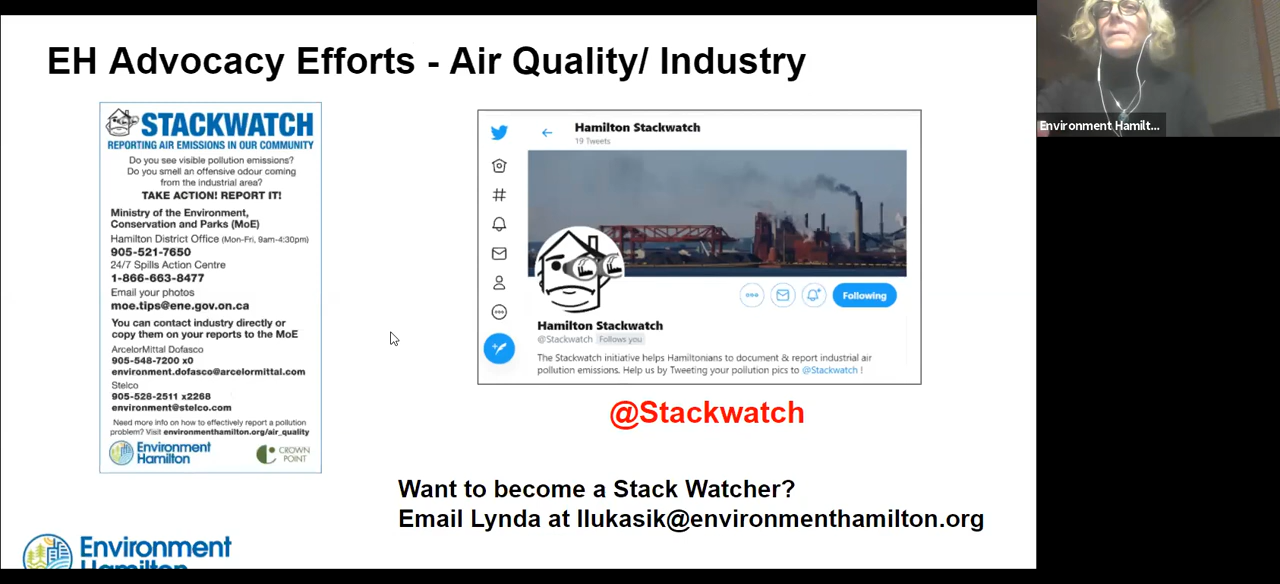 EH Advocacy Efforts - Air Quality/ Industry
STACKWATCH
REPORTING AIR EMISSIONS IN OUR COMMUNITY
Do you see visible pollution emissions?
Do you smell an offensive odour coming
from the industrial area?
TAKE ACTION! REPORT IT!
Ministry of the Environment,
Conservation and Parks (MoE)
Hamilton District Office (Mon-Fri, 9am-4:30pm)
905-521-7650
24/7 Spills Action Centre
1-866-663-8477
Email your photos
moe.tips@ene.gov.on.ca
You can contact industry directly or
copy them on your reports to the MoE
ArcelorMittal Dofasco
905-548-7200 x0
environment.dofasco@arcelormittal.com
Stelco
905-528-2511 x2268
environment@stelco.com
Need more info on how to effectively report a pollution
problem? Visit environmenthamilton.org/air_quality
Environment
Hamilton
CROWN
POINT
Hamilton Stackwatch
19 Tweets
Following
Hamilton Stackwatch
@Stackwatch Follows you
The Stackwatch initiative helps Hamiltonians to document & report industrial air
pollution emissions. Help us by Tweeting your pollution pics to @Stackwatch !
@Stackwatch
Want to become a Stack Watcher?
Email Lynda at llukasik@environmenthamilton.org
Environment
Hamilton
Environment Hamilt...